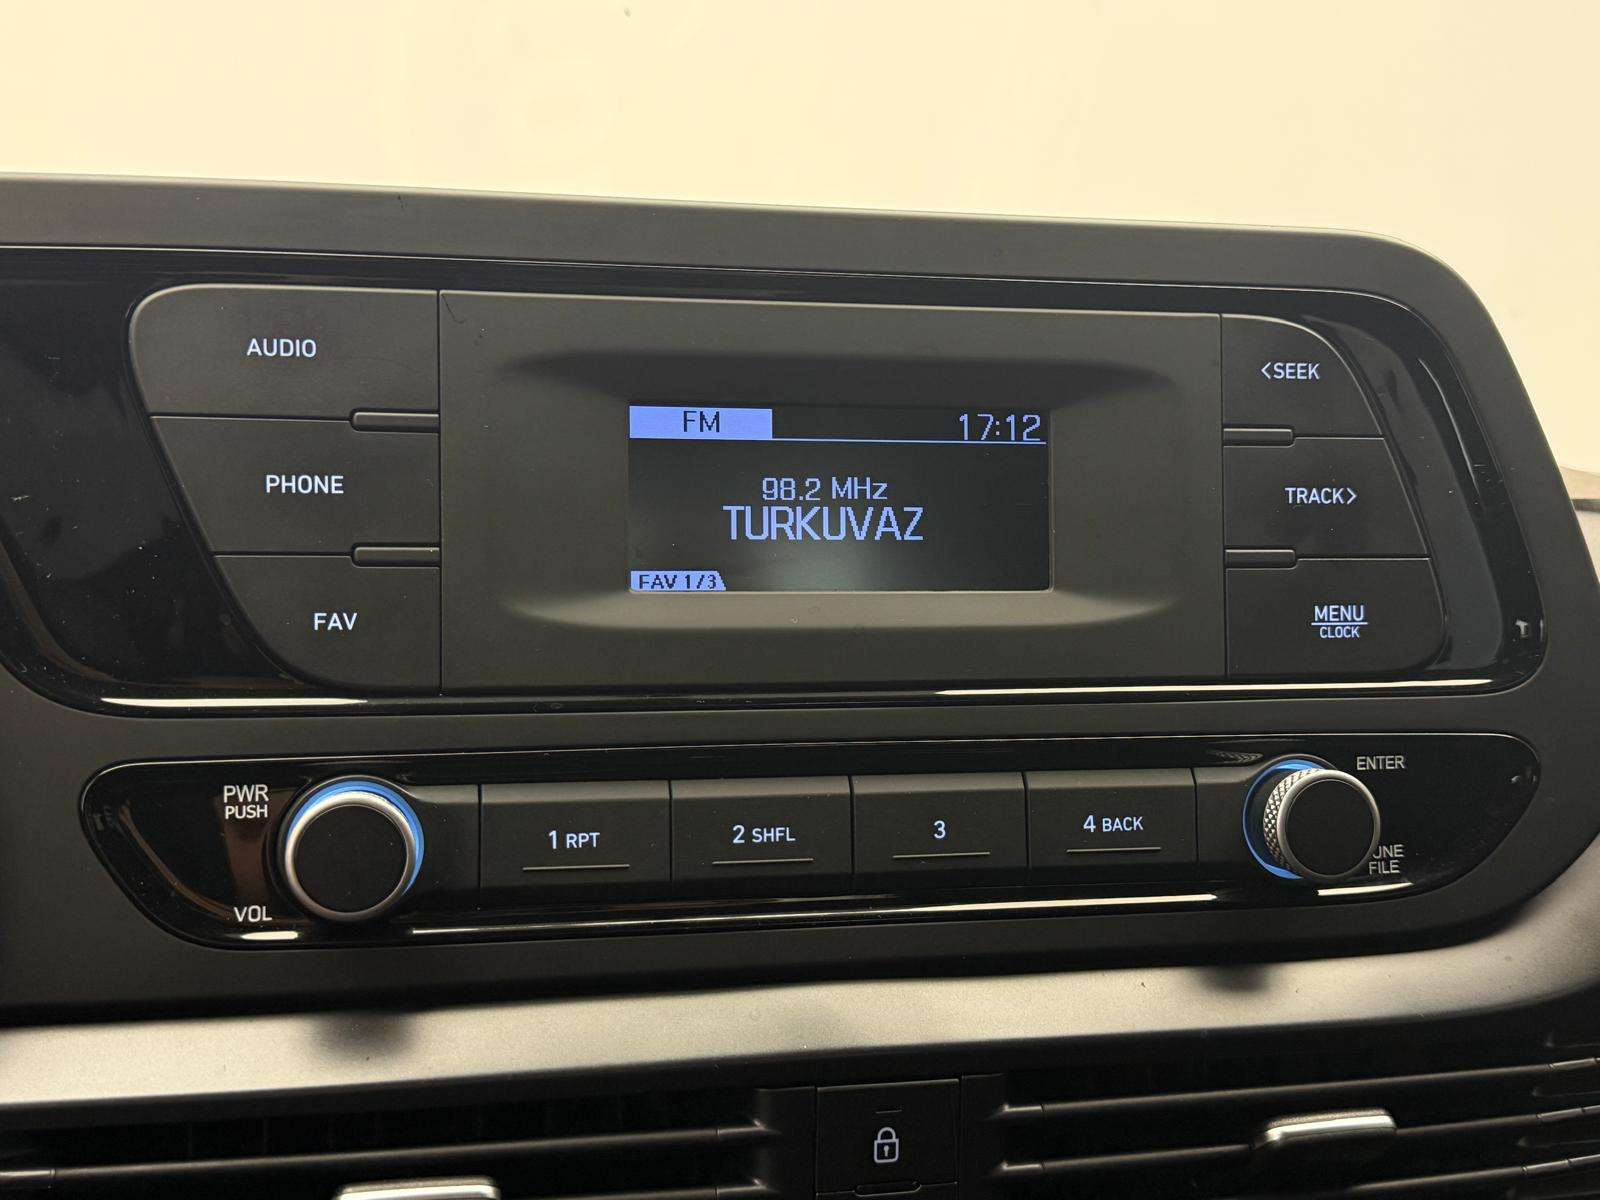 AUDIO
PHONE
FAV
FM 17:12
98.2 MHz
TURKUVAZ
FAV 1/3
<SEEK
TRACK>
MENU
CLOCK
PWR
PUSH
VOL
1 RPT
2 SHFL
3
4 BACK
ENTER
FILE